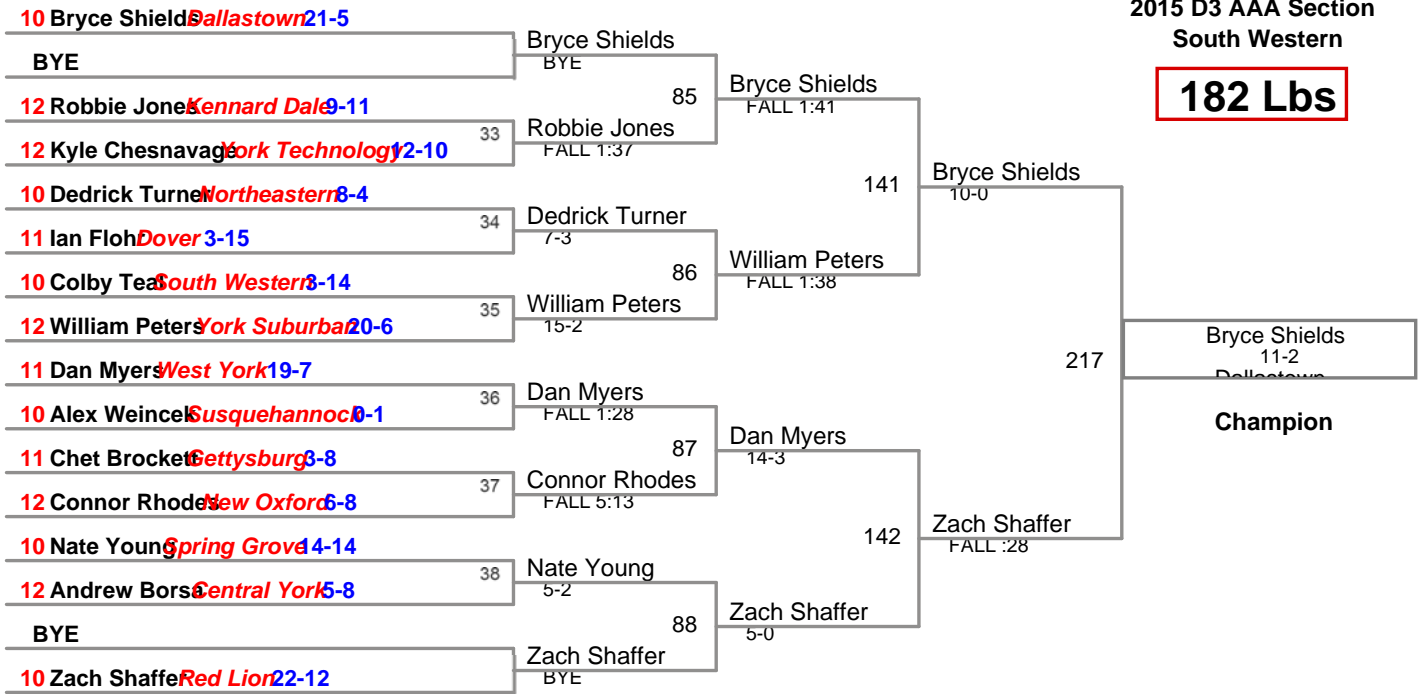 2015 D3 AAA Section
South Western
182 Lbs
10 Bryce Shields Dallastown 21-5
BYE
12 Robbie Jones Kennard Dale 9-11
12 Kyle Chesnavage York Technology 12-10
10 Dedrick Turner Northeastern 8-4
11 Ian Flohr Dover 3-15
10 Colby Teal South Western 3-14
12 William Peters York Suburban 20-6
11 Dan Myers West York 19-7
10 Alex Weincek Susquehannock 0-1
11 Chet Brockett Gettysburg 3-8
12 Connor Rhodes New Oxford 6-8
10 Nate Young Spring Grove 14-14
12 Andrew Borsa Central York 5-8
BYE
10 Zach Shaffer Red Lion 22-12
Bryce Shields
BYE
33
Robbie Jones
FALL 1:37
34
Dedrick Turner
7-3
35
William Peters
15-2
36
Dan Myers
FALL 1:28
37
Connor Rhodes
FALL 5:13
38
Nate Young
5-2
Zach Shaffer
BYE
85
Bryce Shields
FALL 1:41
86
William Peters
FALL 1:38
87
Dan Myers
14-3
88
Zach Shaffer
5-0
141
Bryce Shields
10-0
142
Zach Shaffer
FALL :28
217
Bryce Shields
11-2
Dallastown
Champion